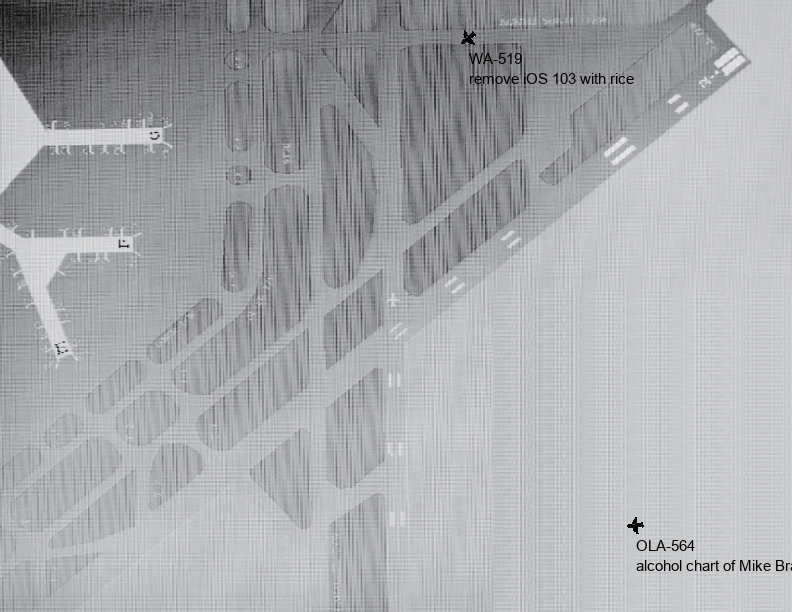 WA-519
remove iOS 103 with rice
G
F
E
OLA-564
alcohol chart of Mike Bra